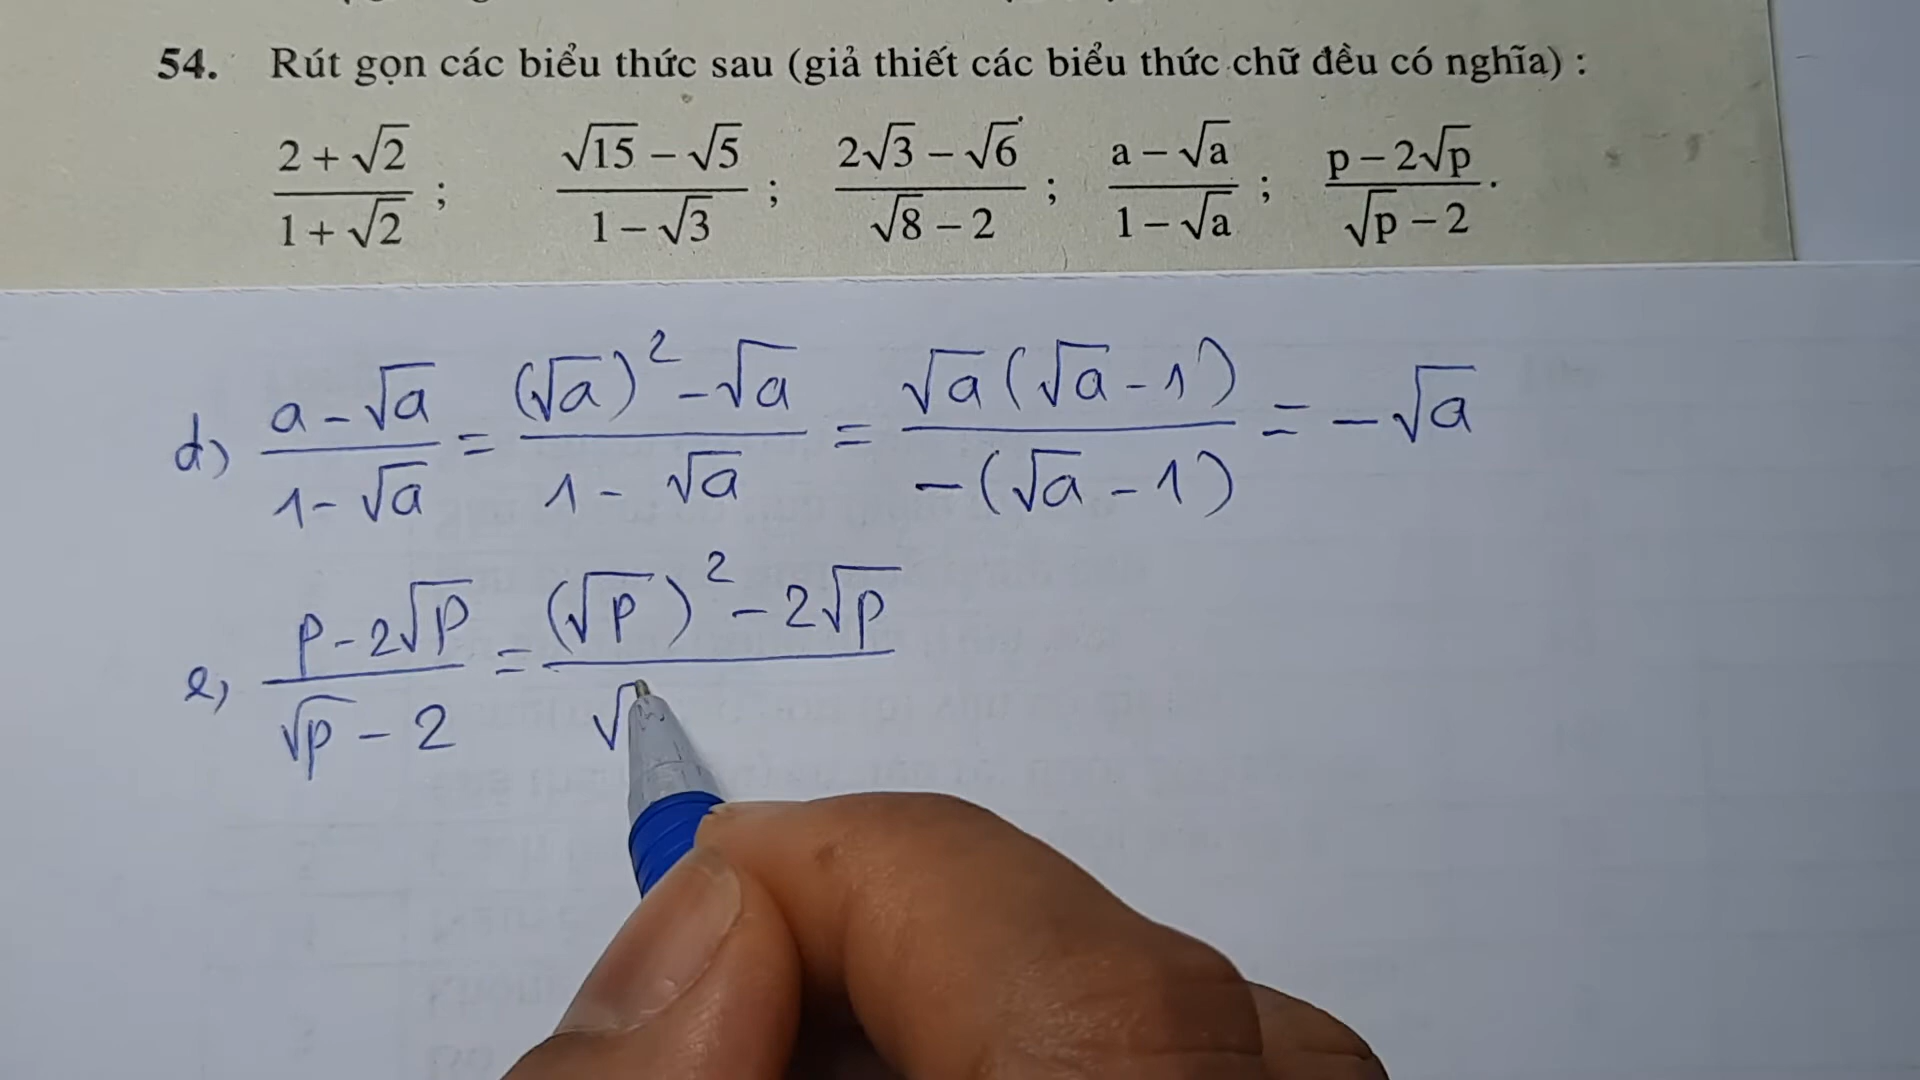 54. Rút gọn các biểu thức sau (giả thiết các biểu thức chữ đều có nghĩa) :
(2 + √2)/(1 + √2) ; (√15 − √5)/(1 − √3) ; (2√3 − √6)/(√8 − 2) ; (a − √a)/(1 − √a) ; (p − 2√p)/(√p − 2) .
d) (a − √a)/(1 − √a) = ((√a)² − √a)/(1 − √a) = (√a(√a − 1))/(−(√a − 1)) = −√a
e) (p − 2√p)/(√p − 2) = ((√p)² − 2√p)/(√